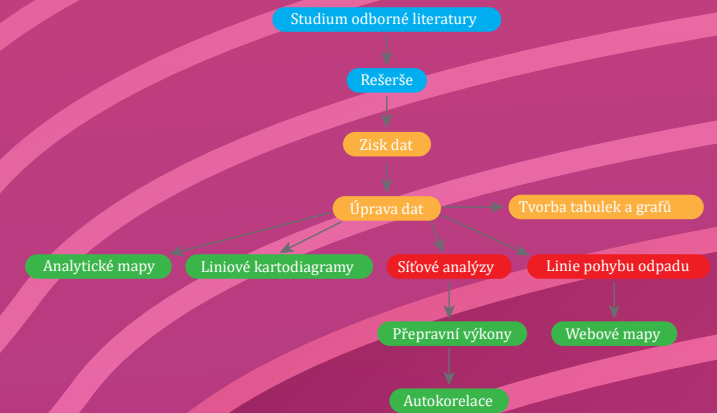 Studium odborné literatury
Rešerše
Zisk dat
Úprava dat
Tvorba tabulek a grafů
Analytické mapy
Liniové kartodiagramy
Síťové analýzy
Linie pohybu odpadu
Přepravní výkony
Webové mapy
Autokorelace